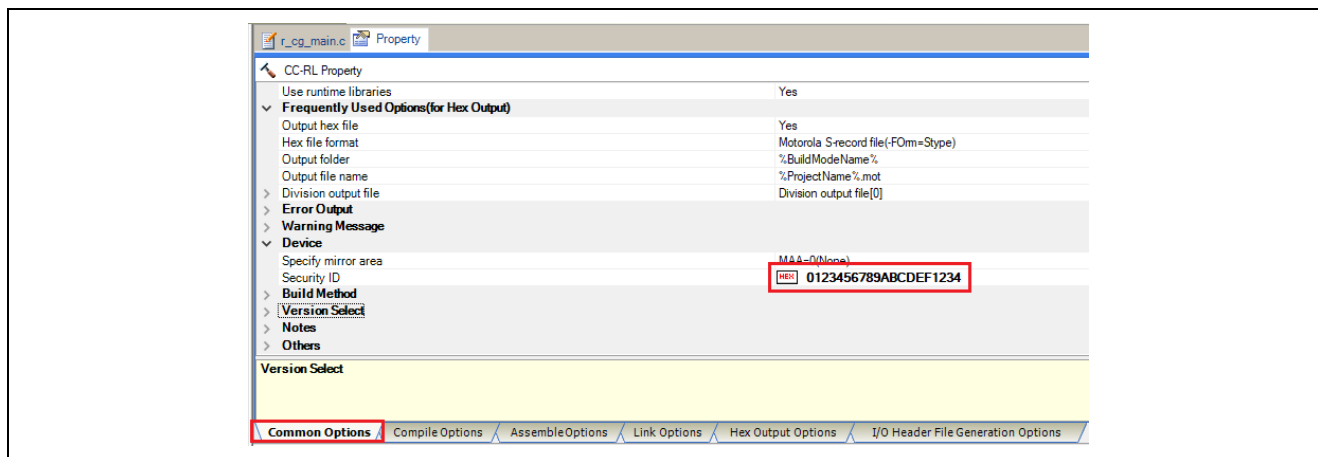 r_cg_main.c Property
CC-RL Property
Use runtime libraries Yes
Frequently Used Options(for Hex Output)
Output hex file Yes
Hex file format Motorola S-record file(-FOrm=Stype)
Output folder %BuildModeName%
Output file name %ProjectName%.mot
Division output file Division output file[0]
Error Output
Warning Message
Device
Specify mirror area MAA=0(None)
Security ID HEX 0123456789ABCDEF1234
Build Method
Version Select
Notes
Others
Version Select
Common Options Compile Options Assemble Options Link Options Hex Output Options I/O Header File Generation Options